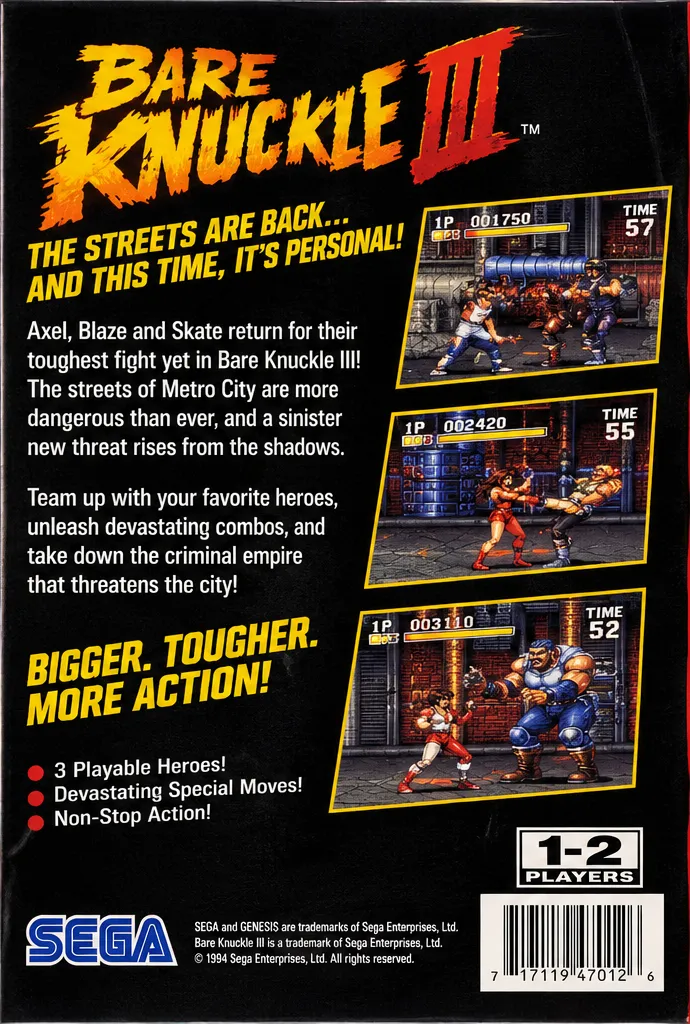 BARE
KNUCKLE III
TM
THE STREETS ARE BACK...
AND THIS TIME, IT'S PERSONAL!
Axel, Blaze and Skate return for their
toughest fight yet in Bare Knuckle III!
The streets of Metro City are more
dangerous than ever, and a sinister
new threat rises from the shadows.
Team up with your favorite heroes,
unleash devastating combos, and
take down the criminal empire
that threatens the city!
BIGGER. TOUGHER.
MORE ACTION!
3 Playable Heroes!
Devastating Special Moves!
Non-Stop Action!
1P 001750
TIME
57
1P 002420
TIME
55
1P 003110
TIME
52
1-2
PLAYERS
SEGA
SEGA and GENESIS are trademarks of Sega Enterprises, Ltd.
Bare Knuckle III is a trademark of Sega Enterprises, Ltd.
© 1994 Sega Enterprises, Ltd. All rights reserved.
7 17119 47012 6